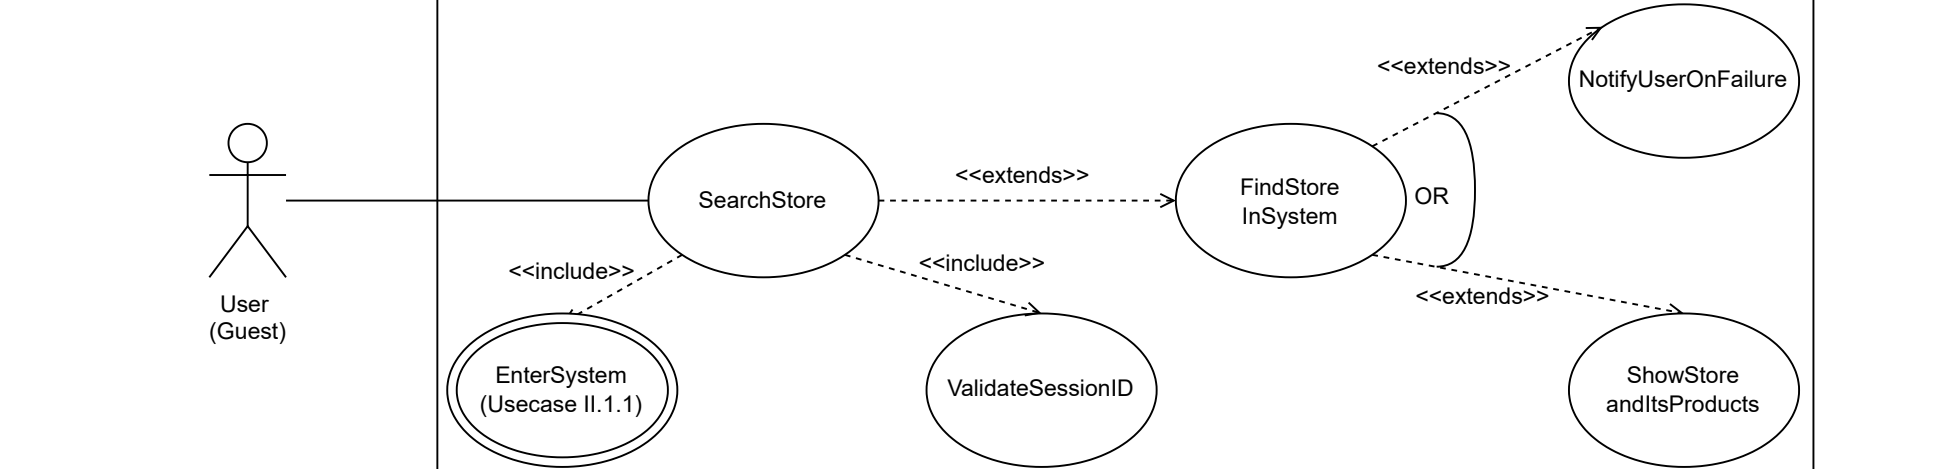 <<extends>>
NotifyUserOnFailure
<<extends>>
SearchStore
FindStore
InSystem
OR
<<include>>
<<include>>
<<extends>>
User
(Guest)
EnterSystem
(Usecase II.1.1)
ValidateSessionID
ShowStore
andItsProducts